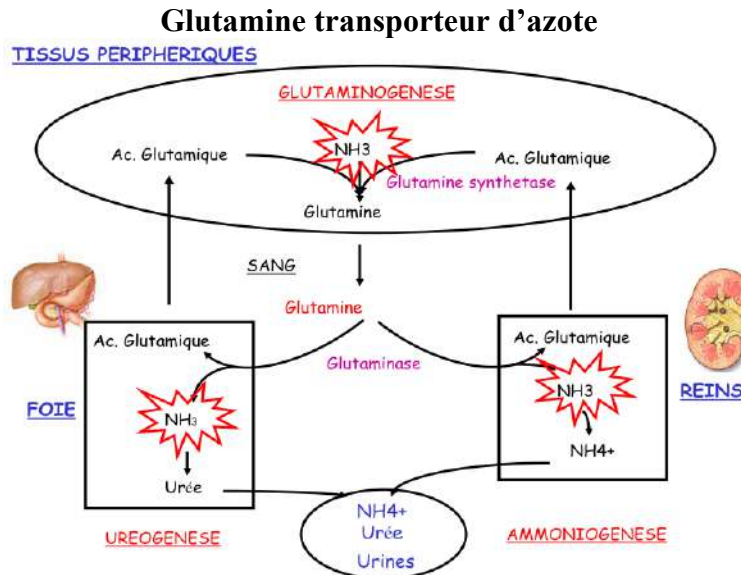 Glutamine transporteur d'azote
TISSUS PERIPHERIQUES
GLUTAMINOGENESE
NH3
Ac. Glutamique
Ac. Glutamique
Glutamine synthetase
Glutamine
SANG
Glutamine
Ac. Glutamique
Ac. Glutamique
Glutaminase
NH3
REINS
FOIE
NH3
NH4+
Urée
NH4+
Urée
UREOGENESE
AMMONIOGENESE
Urines